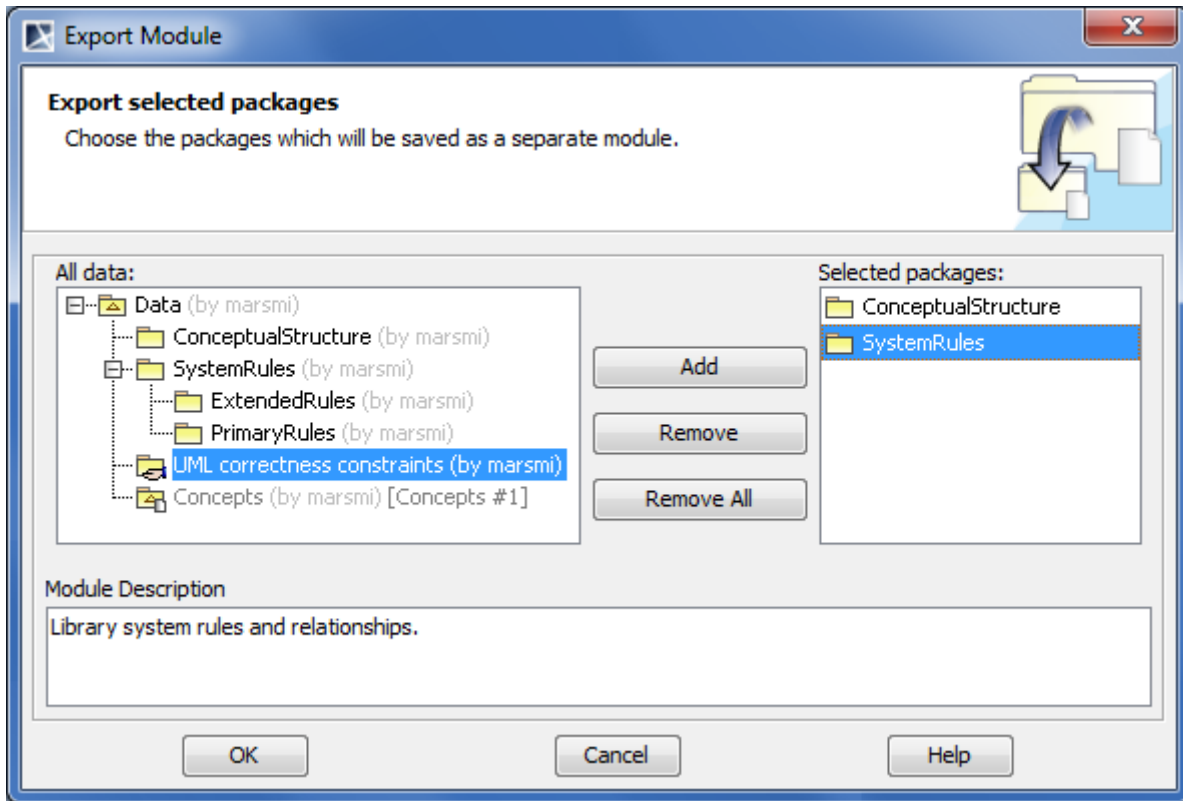 Export Module
Export selected packages
Choose the packages which will be saved as a separate module.
All data:
Data (by marsmi)
ConceptualStructure (by marsmi)
SystemRules (by marsmi)
ExtendedRules (by marsmi)
PrimaryRules (by marsmi)
UML correctness constraints (by marsmi)
Concepts (by marsmi) [Concepts #1]
Add
Remove
Remove All
Selected packages:
ConceptualStructure
SystemRules
Module Description
Library system rules and relationships.
OK
Cancel
Help